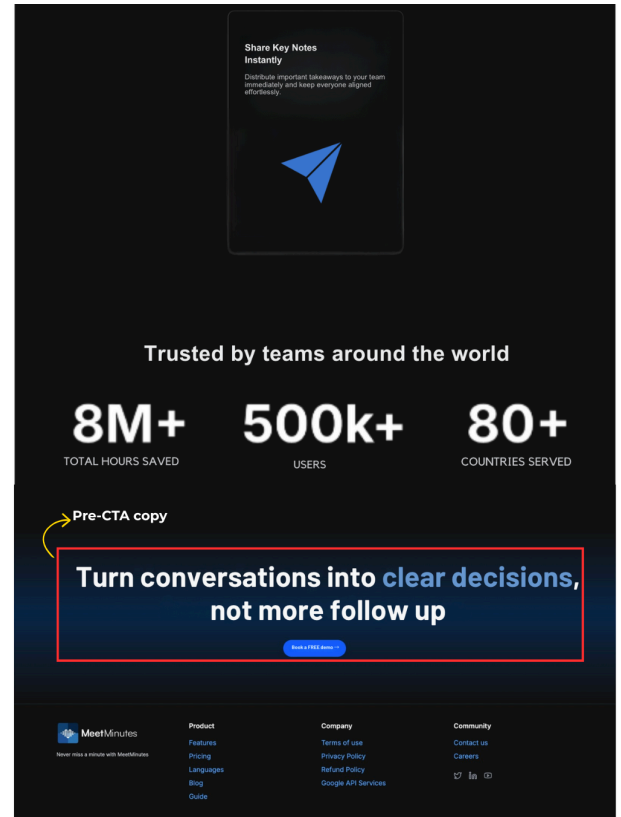 Share Key Notes
Instantly
Distribute important takeaways to your team
immediately and keep everyone aligned
effortlessly.
Trusted by teams around the world
8M+
TOTAL HOURS SAVED
500k+
USERS
80+
COUNTRIES SERVED
Pre-CTA copy
Turn conversations into clear decisions,
not more follow up
Book a FREE demo →
MeetMinutes
Never miss a minute with MeetMinutes
Product
Features
Pricing
Languages
Blog
Guide
Company
Terms of use
Privacy Policy
Refund Policy
Google API Services
Community
Contact us
Careers